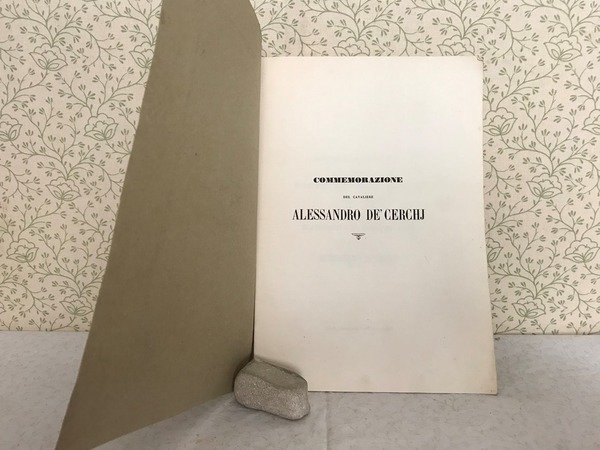 COMMEMORAZIONE
DEL CAVALIERE
ALESSANDRO DE' CERCHJ